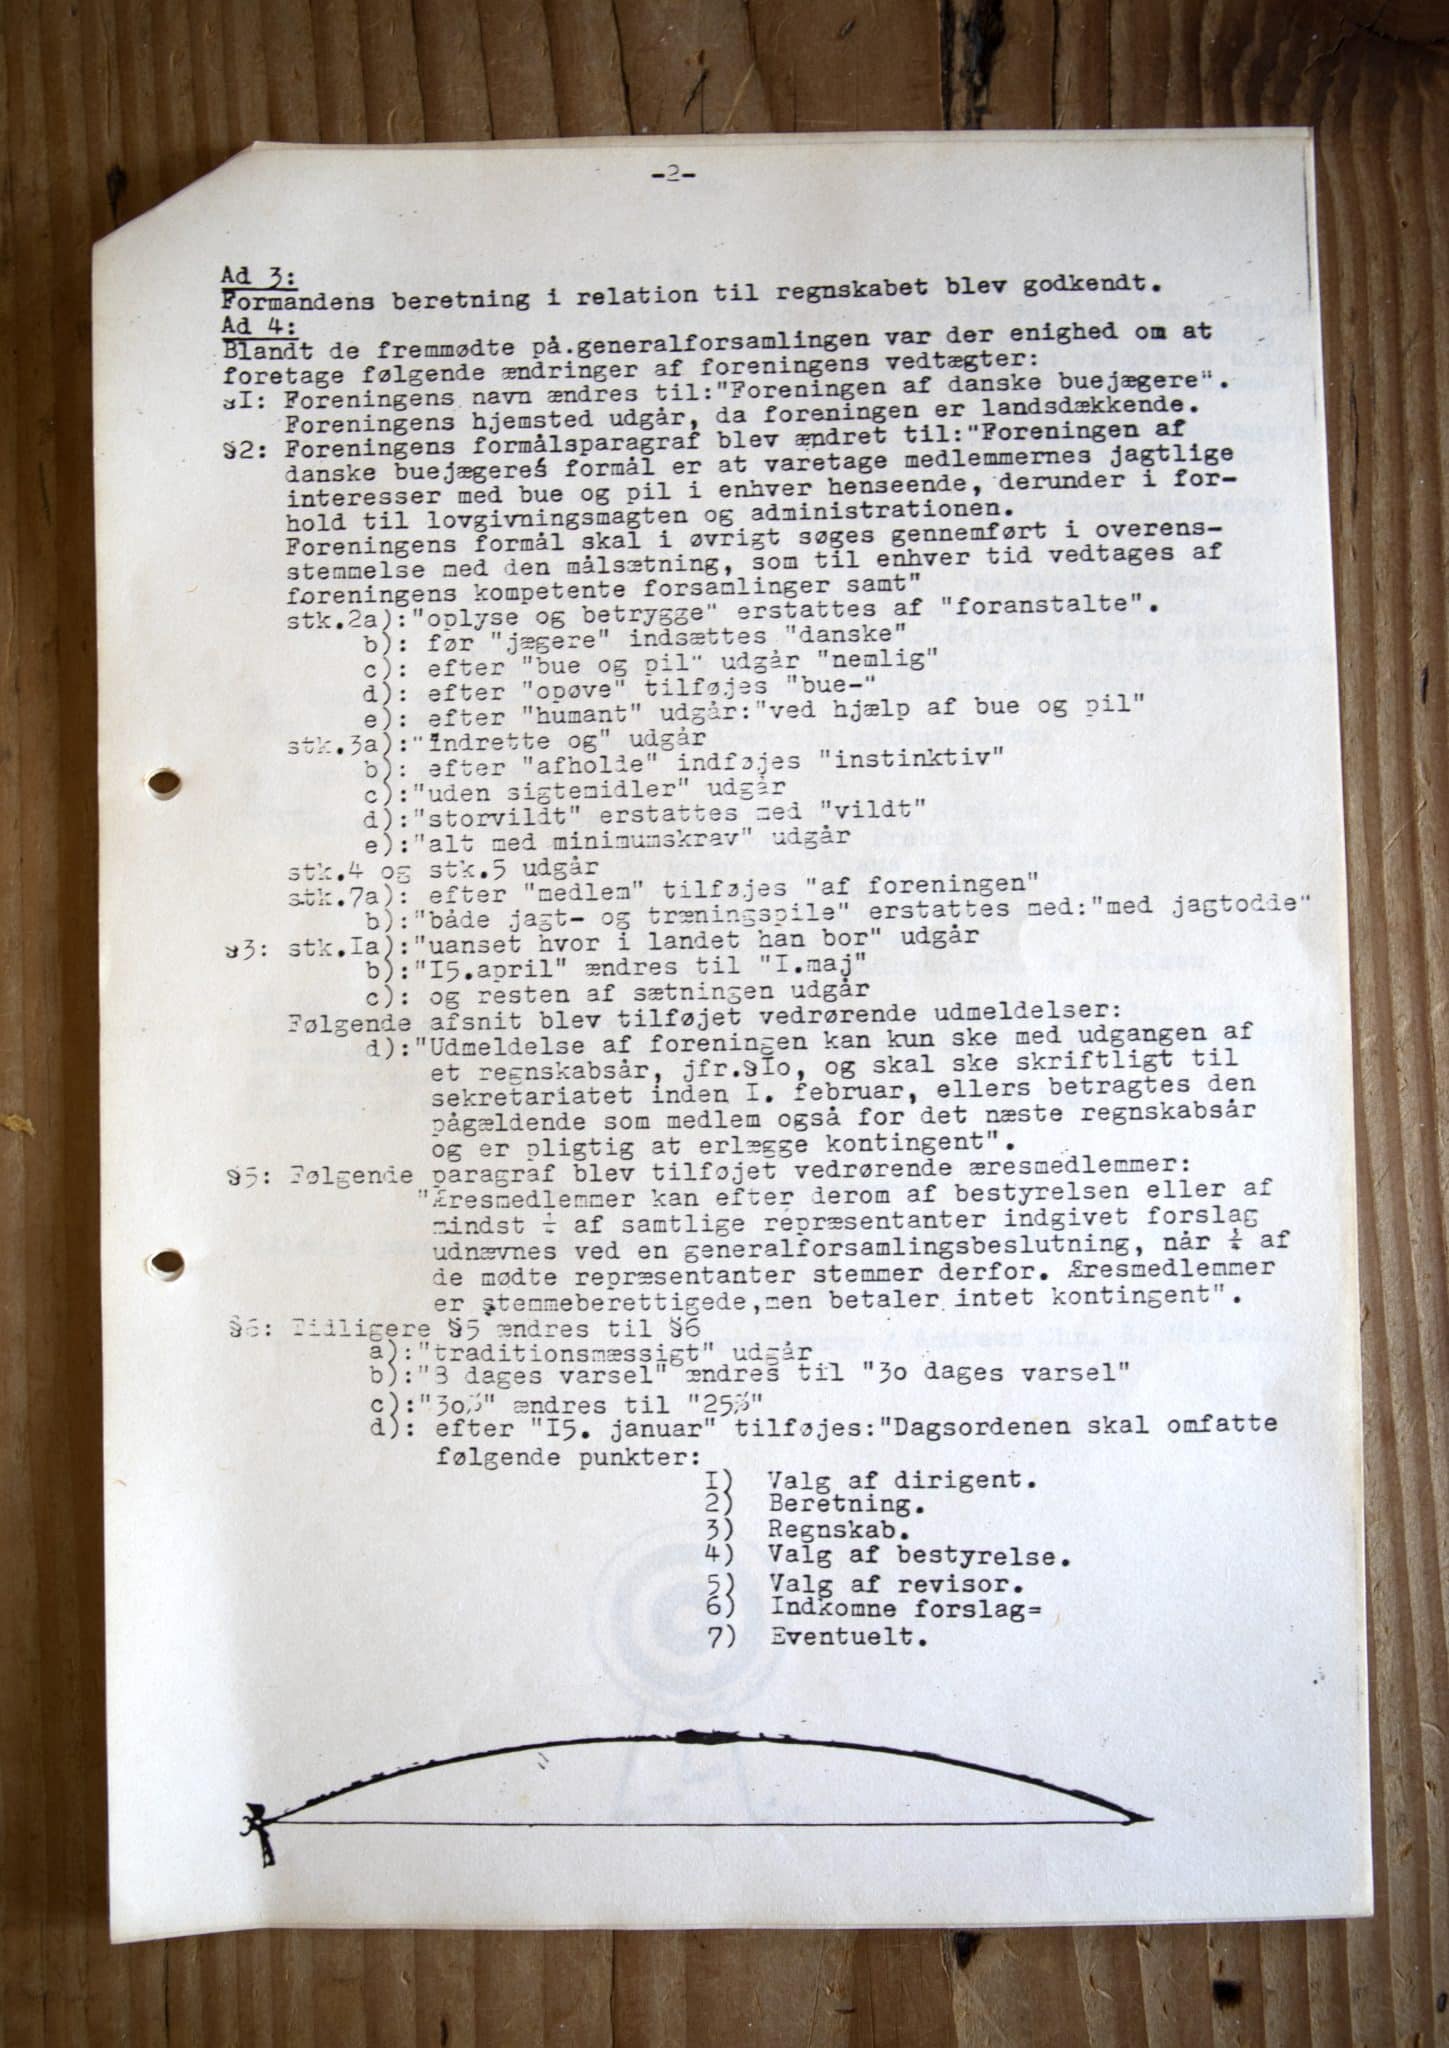 -2-
Ad 3:
Formandens beretning i relation til regnskabet blev godkendt.
Ad 4:
Blandt de fremmødte på.generalforsamlingen var der enighed om at
foretage følgende ændringer af foreningens vedtægter:
§I: Foreningens navn ændres til:"Foreningen af danske buejægere".
Foreningens hjemsted udgår, da foreningen er landsdækkende.
§2: Foreningens formålsparagraf blev ændret til:"Foreningen af
danske buejægeres formål er at varetage medlemmernes jagtlige
interesser med bue og pil i enhver henseende, derunder i for-
hold til lovgivningsmagten og administrationen.
Foreningens formål skal i øvrigt søges gennemført i overens-
stemmelse med den målsætning, som til enhver tid vedtages af
foreningens kompetente forsamlinger samt"
stk.2a):"oplyse og betrygge" erstattes af "foranstalte".
b): før "jægere" indsættes "danske"
c): efter "bue og pil" udgår "nemlig"
d): efter "opøve" tilføjes "bue-"
e): efter "humant" udgår:"ved hjælp af bue og pil"
stk.3a):"Indrette og" udgår
b): efter "afholde" indføjes "instinktiv"
c):"uden sigtemidler" udgår
d):"storvildt" erstattes med "vildt"
e):"alt med minimumskrav" udgår
stk.4 og stk.5 udgår
stk.7a): efter "medlem" tilføjes "af foreningen"
b):"både jagt- og træningspile" erstattes med:"med jagtodde"
§3: stk.Ia):"uanset hvor i landet han bor" udgår
b):"I5.april" ændres til "I.maj"
c): og resten af sætningen udgår
Følgende afsnit blev tilføjet vedrørende udmeldelser:
d):"Udmeldelse af foreningen kan kun ske med udgangen af
et regnskabsår, jfr.§Io, og skal ske skriftligt til
sekretariatet inden I. februar, ellers betragtes den
pågældende som medlem også for det næste regnskabsår
og er pligtig at erlægge kontingent".
§5: Følgende paragraf blev tilføjet vedrørende æresmedlemmer:
"Æresmedlemmer kan efter derom af bestyrelsen eller af
mindst af samtlige repræsentanter indgivet forslag
udnævnes ved en generalforsamlingsbeslutning, når af
de mødte repræsentanter stemmer derfor. Æresmedlemmer
er stemmeberettigede,men betaler intet kontingent".
§6: Tidligere §5 ændres til §6
a):"traditionsmæssigt" udgår
b):"8 dages varsel" ændres til "3o dages varsel"
c):"3o%" ændres til "25%"
d): efter "I5. januar" tilføjes:"Dagsordenen skal omfatte
følgende punkter:
I) Valg af dirigent.
2) Beretning.
3) Regnskab.
4) Valg af bestyrelse.
5) Valg af revisor.
6) Indkomne forslag=
7) Eventuelt.